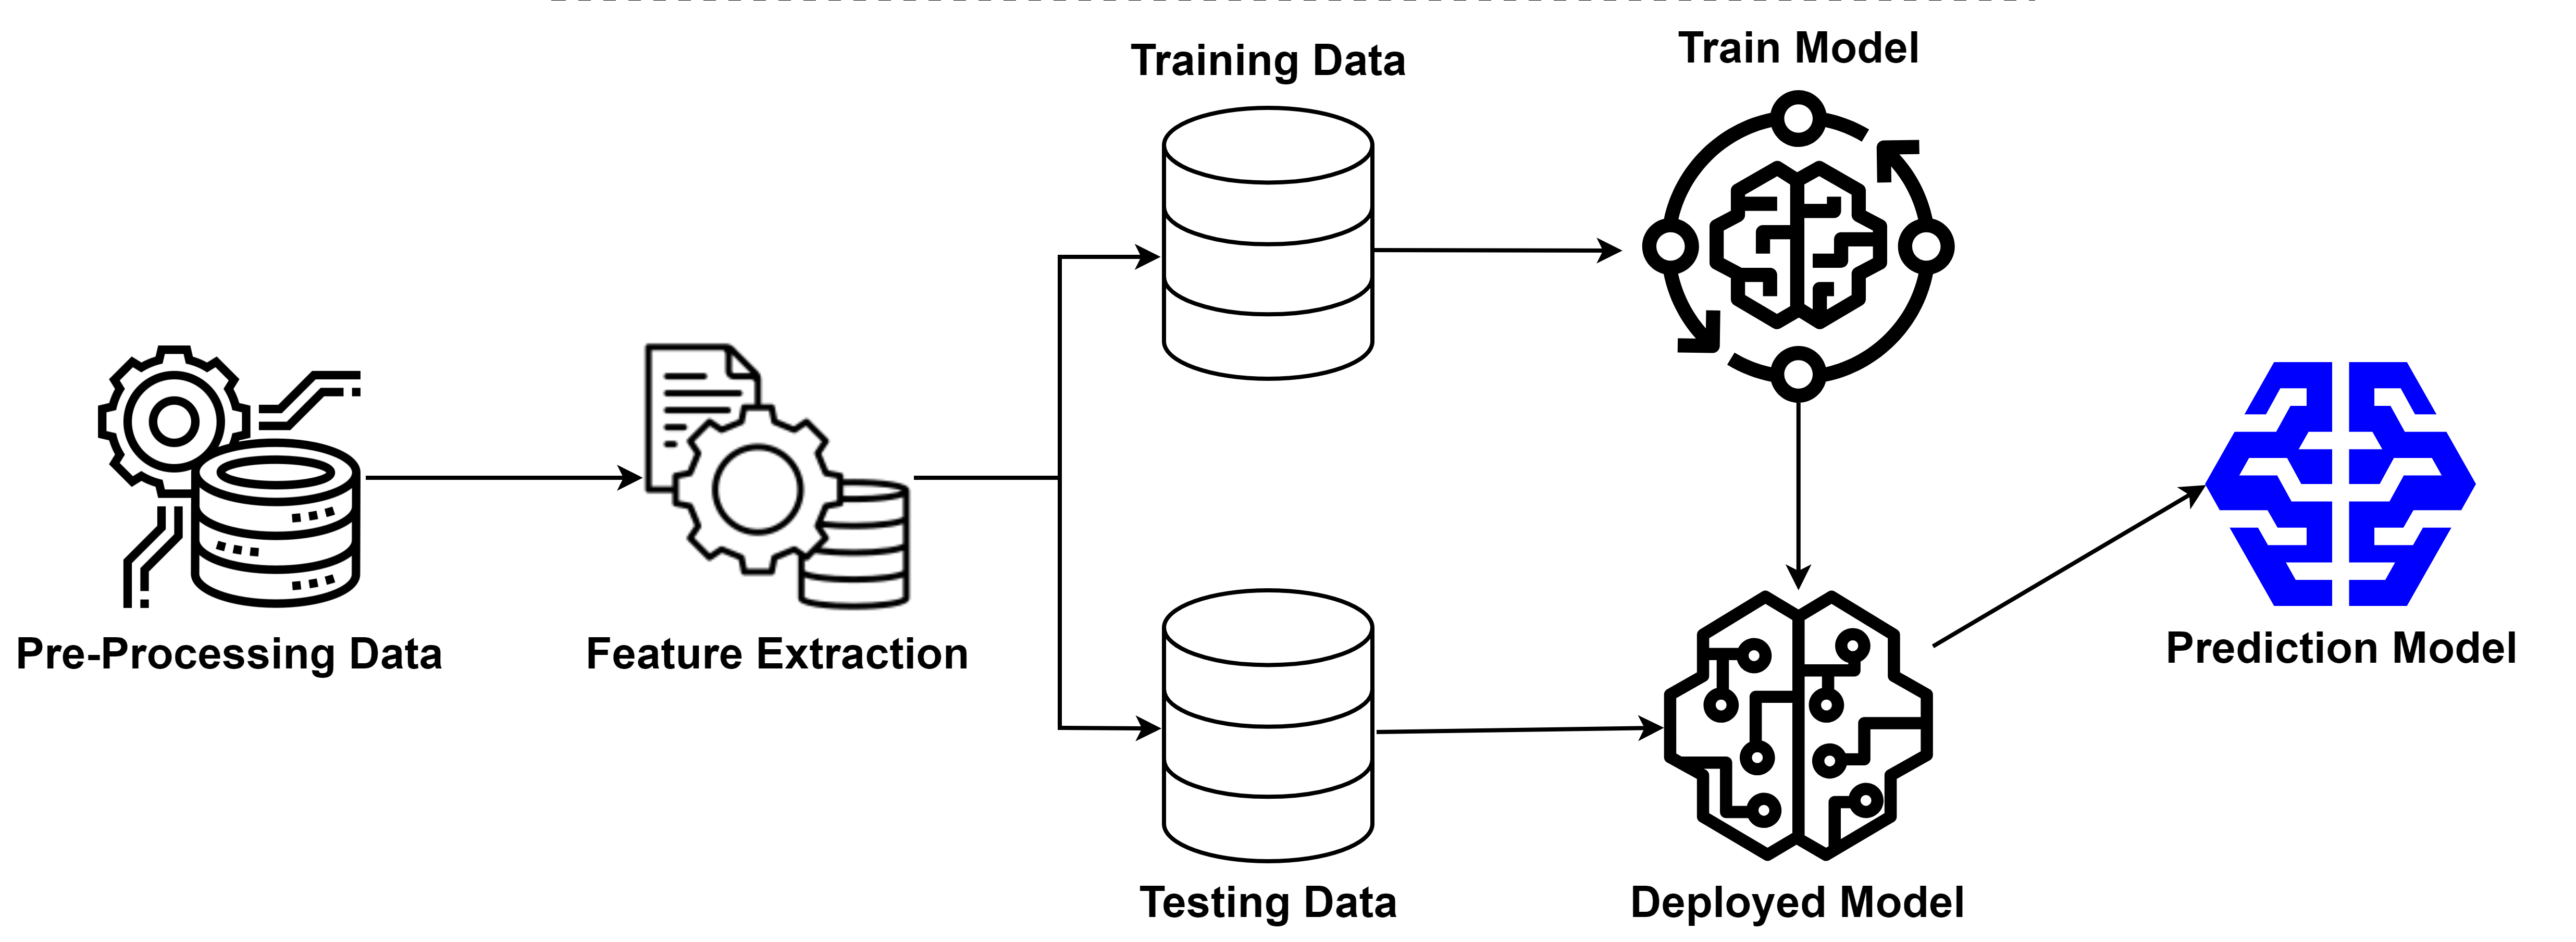 Training Data
Train Model
Pre-Processing Data
Feature Extraction
Prediction Model
Testing Data
Deployed Model